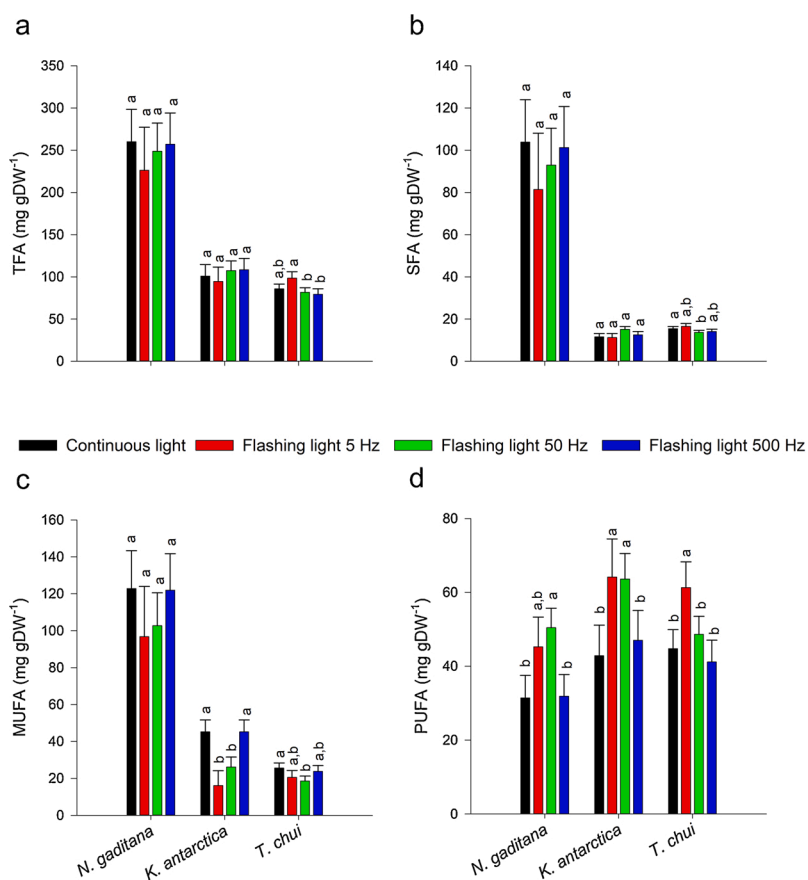 a
b
350
300
250
200
150
100
50
0
TFA (mg gDW⁻¹)
a a a a
a a a a
a,b a b b
140
120
100
80
60
40
20
0
SFA (mg gDW⁻¹)
a a a a
a a a a
a a,b b a,b
Continuous light Flashing light 5 Hz Flashing light 50 Hz Flashing light 500 Hz
c
d
160
140
120
100
80
60
40
20
0
MUFA (mg gDW⁻¹)
a a a a
a b b a
a a,b b a,b
N. gaditana
K. antarctica
T. chui
80
60
40
20
0
PUFA (mg gDW⁻¹)
b a,b a b
b a a b
b a b b
N. gaditana
K. antarctica
T. chui